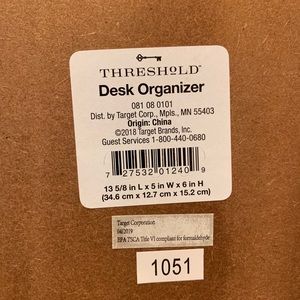 THRESHOLD
Desk Organizer
081 08 0101
Dist. by Target Corp., Mpls., MN 55403
Origin: China
©2018 Target Brands, Inc.
Guest Services 1-800-440-0680
7 27532 01240 9
13 5/8 in L x 5 in W x 6 in H
(34.6 cm x 12.7 cm x 15.2 cm)
Target Corporation
04/2019
EPA TSCA Title VI compliant for formaldehyde
1051